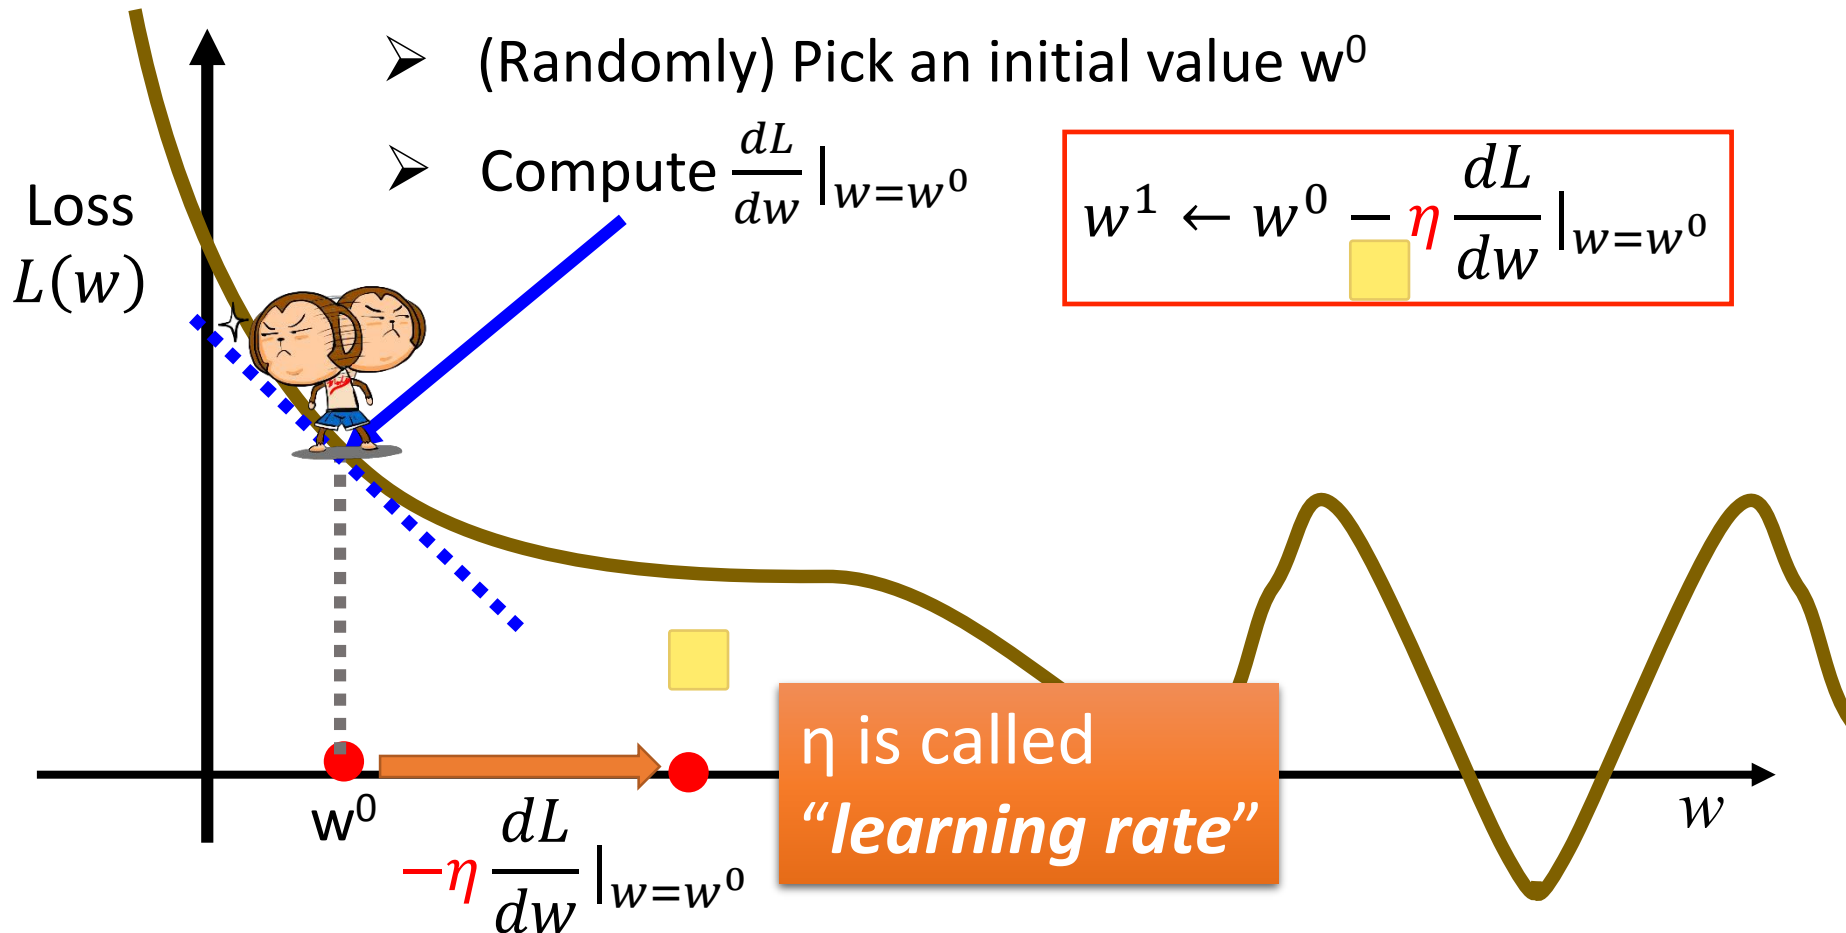 ➢ (Randomly) Pick an initial value w⁰
➢ Compute dL/dw |w=w⁰
w¹ ← w⁰ − η dL/dw |w=w⁰
Loss
L(w)
w⁰
−η dL/dw |w=w⁰
η is called
“learning rate”
w